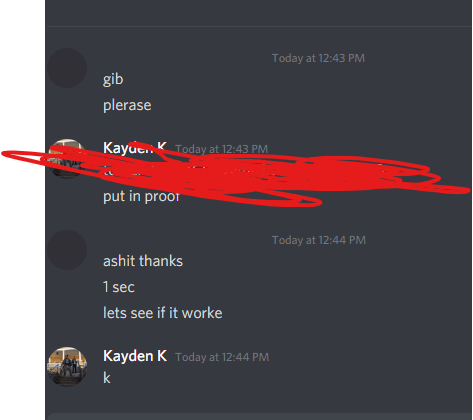 Today at 12:43 PM
gib
plerase
Kayden K Today at 12:43 PM
put in proof
Today at 12:44 PM
ashit thanks
1 sec
lets see if it worke
Kayden K Today at 12:44 PM
k